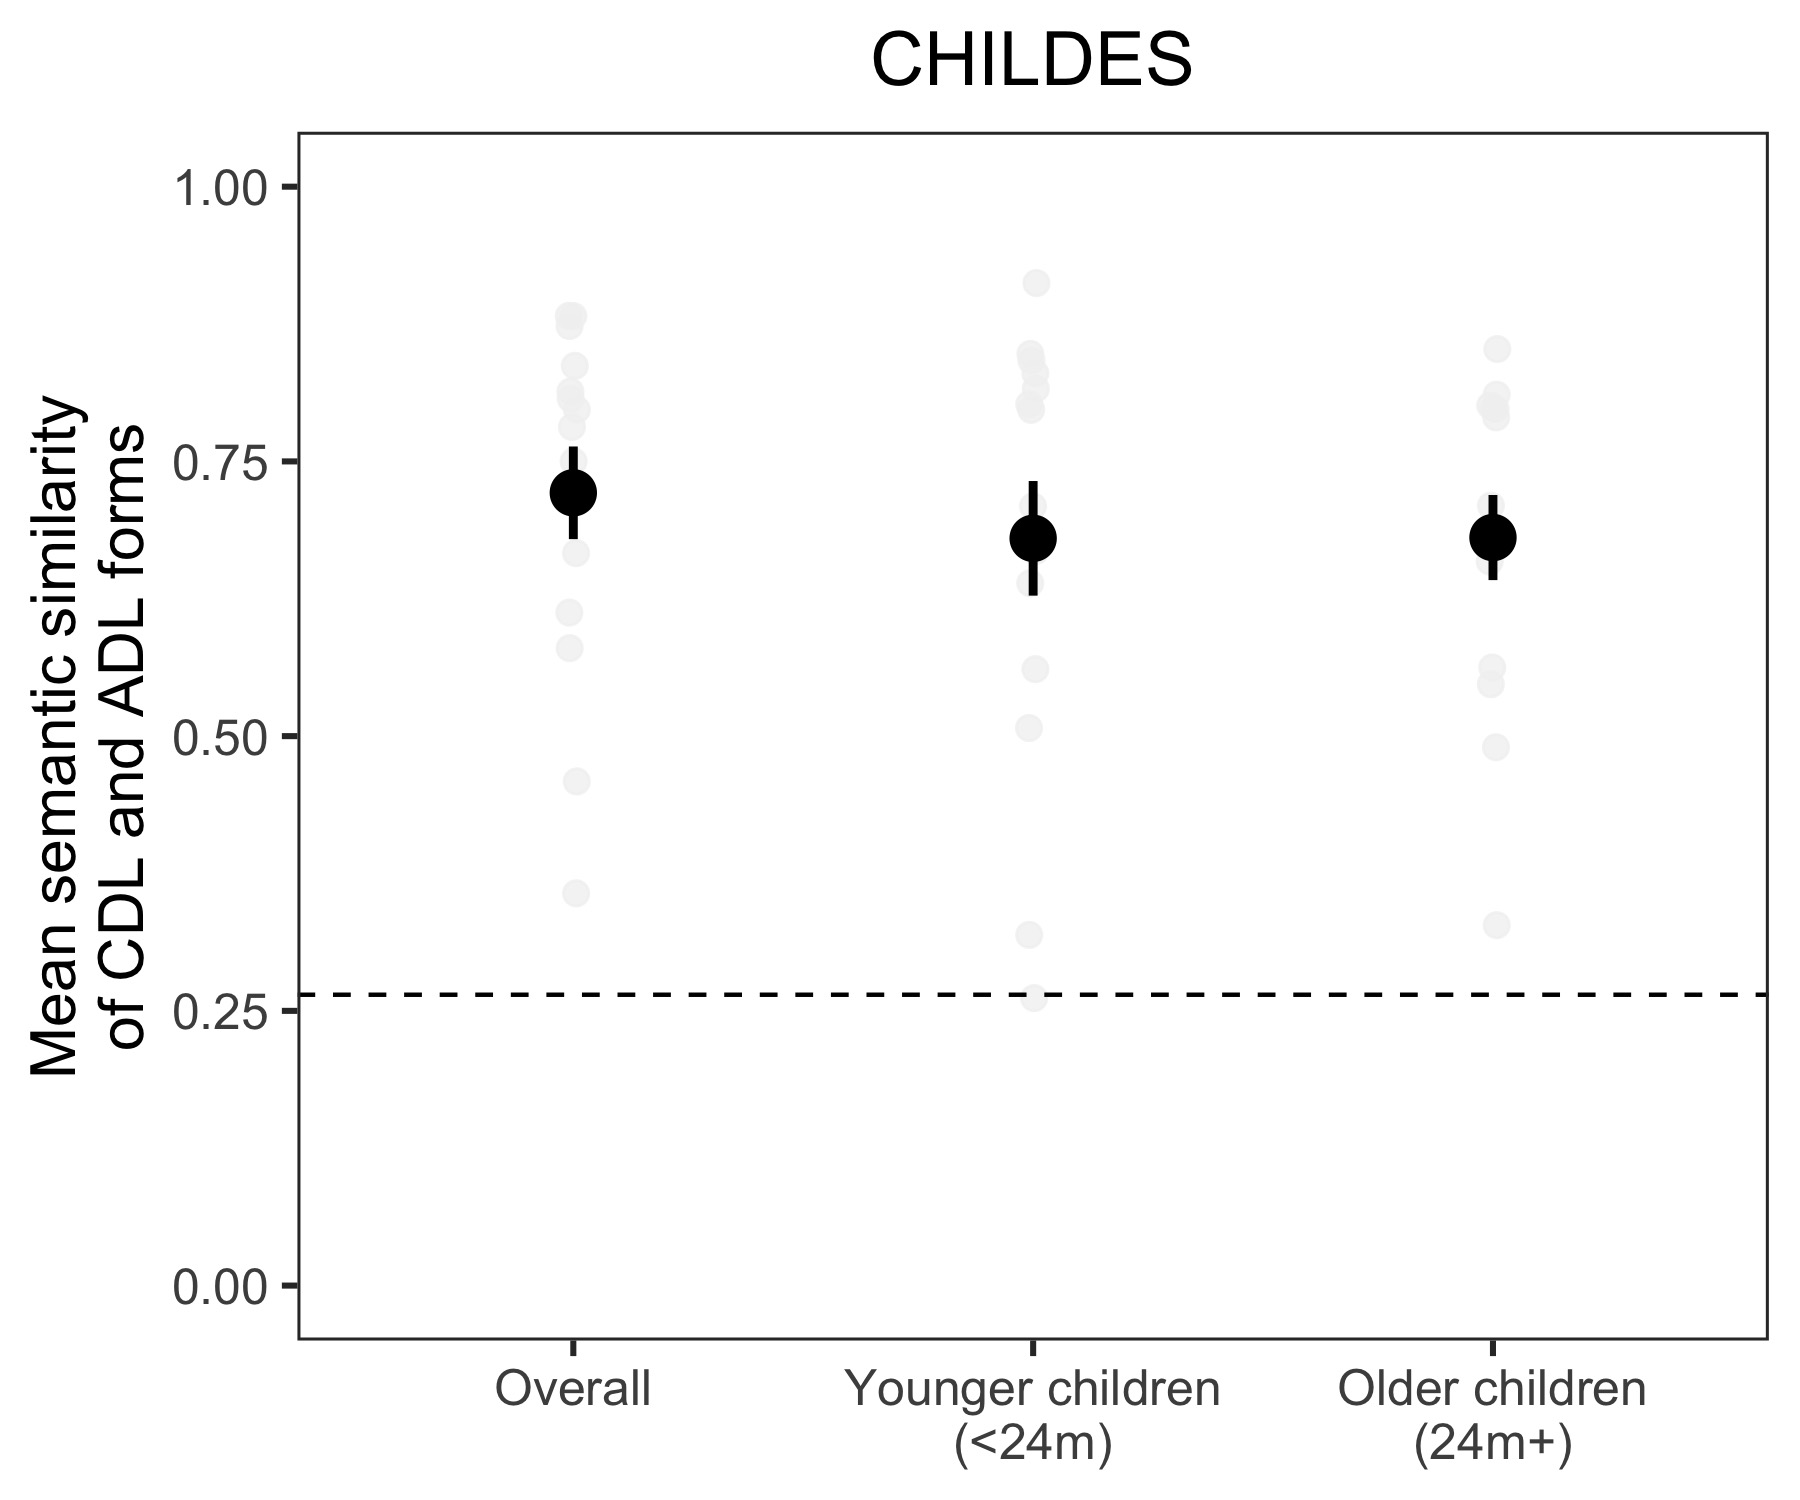 CHILDES
Mean semantic similarity
of CDL and ADL forms
1.00
0.75
0.50
0.25
0.00
Overall
Younger children
(<24m)
Older children
(24m+)